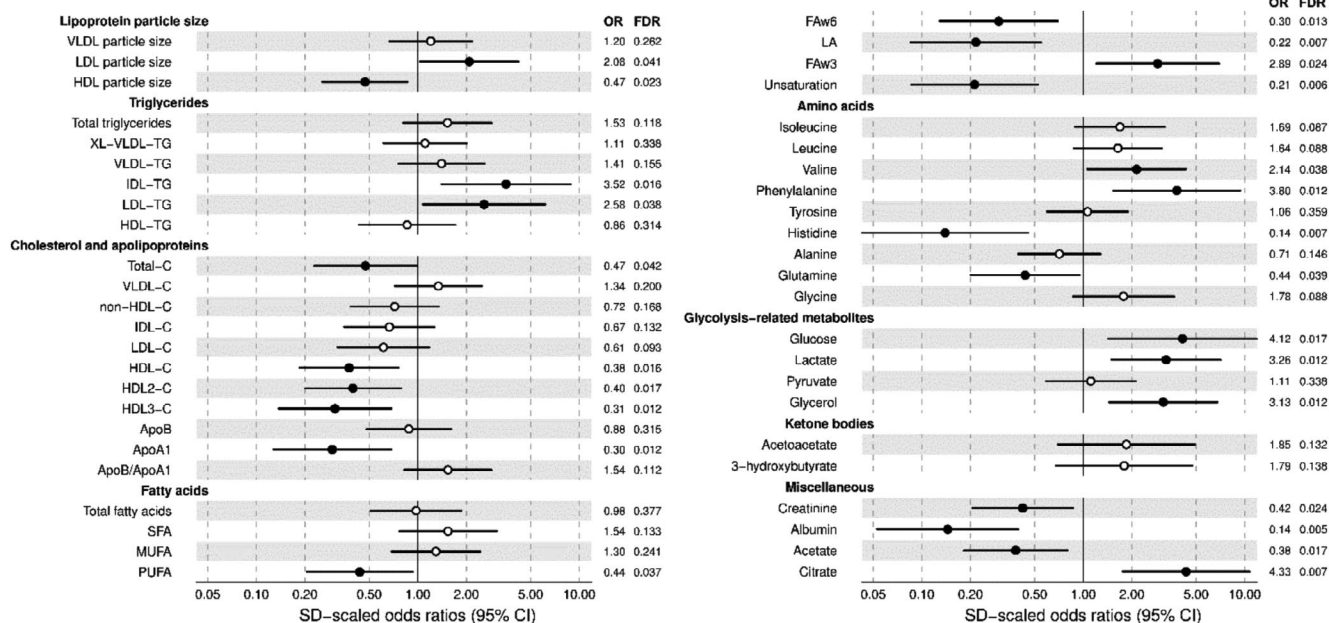 OR FDR
Lipoprotein particle size
VLDL particle size 1.20 0.262
LDL particle size 2.08 0.041
HDL particle size 0.47 0.023
Triglycerides
Total triglycerides 1.53 0.118
XL-VLDL-TG 1.11 0.338
VLDL-TG 1.41 0.155
IDL-TG 3.52 0.016
LDL-TG 2.58 0.038
HDL-TG 0.86 0.314
Cholesterol and apolipoproteins
Total-C 0.47 0.042
VLDL-C 1.34 0.200
non-HDL-C 0.72 0.168
IDL-C 0.67 0.132
LDL-C 0.61 0.093
HDL-C 0.38 0.016
HDL2-C 0.40 0.017
HDL3-C 0.31 0.012
ApoB 0.88 0.315
ApoA1 0.30 0.012
ApoB/ApoA1 1.54 0.112
Fatty acids
Total fatty acids 0.98 0.377
SFA 1.54 0.133
MUFA 1.30 0.241
PUFA 0.44 0.037
0.05 0.10 0.20 0.50 1.00 2.00 5.00 10.00
SD-scaled odds ratios (95% CI)
OR FDR
FAw6 0.30 0.013
LA 0.22 0.007
FAw3 2.89 0.024
Unsaturation 0.21 0.006
Amino acids
Isoleucine 1.69 0.087
Leucine 1.64 0.088
Valine 2.14 0.038
Phenylalanine 3.80 0.012
Tyrosine 1.06 0.359
Histidine 0.14 0.007
Alanine 0.71 0.146
Glutamine 0.44 0.039
Glycine 1.78 0.088
Glycolysis-related metabolites
Glucose 4.12 0.017
Lactate 3.26 0.012
Pyruvate 1.11 0.338
Glycerol 3.13 0.012
Ketone bodies
Acetoacetate 1.85 0.132
3-hydroxybutyrate 1.79 0.138
Miscellaneous
Creatinine 0.42 0.024
Albumin 0.14 0.005
Acetate 0.38 0.017
Citrate 4.33 0.007
0.05 0.10 0.20 0.50 1.00 2.00 5.00 10.00
SD-scaled odds ratios (95% CI)